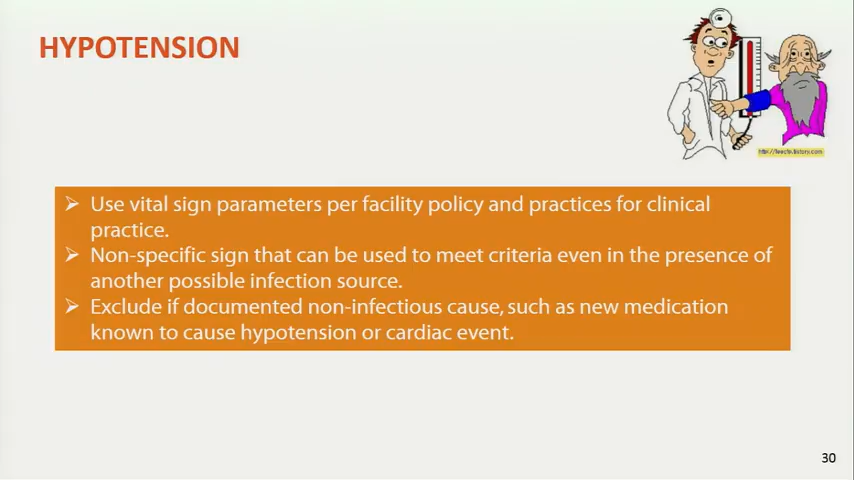 HYPOTENSION
➢ Use vital sign parameters per facility policy and practices for clinical
practice.
➢ Non-specific sign that can be used to meet criteria even in the presence of
another possible infection source.
➢ Exclude if documented non-infectious cause, such as new medication
known to cause hypotension or cardiac event.
30